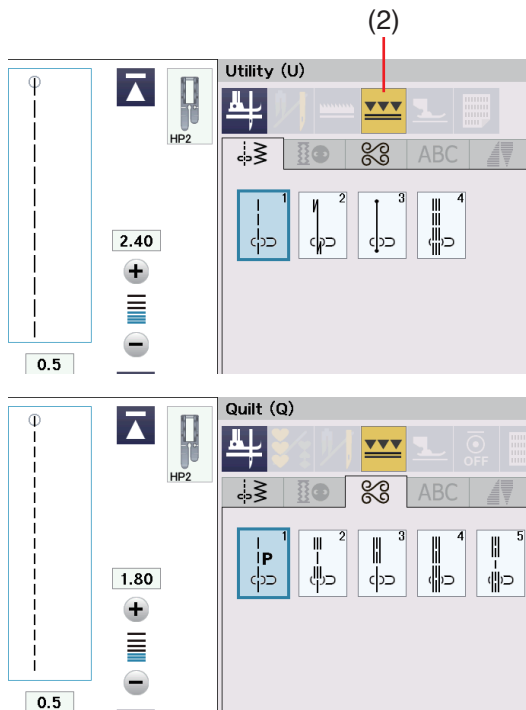 (2)
Utility (U)
HP2
ABC
1 2 3 4
2.40
0.5
Quilt (Q)
OFF
HP2
ABC
1 2 3 4 5
P
1.80
0.5